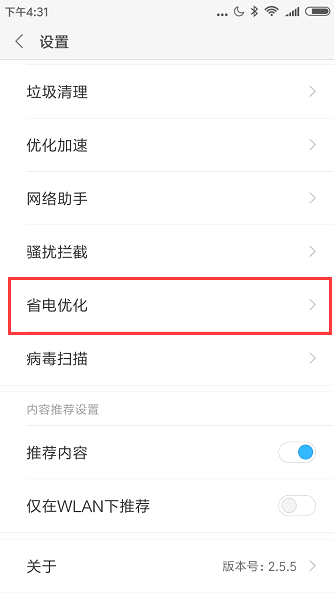 下午4:31
设置
垃圾清理
优化加速
网络助手
骚扰拦截
省电优化
病毒扫描
内容推荐设置
推荐内容
仅在WLAN下推荐
关于 版本号: 2.5.5